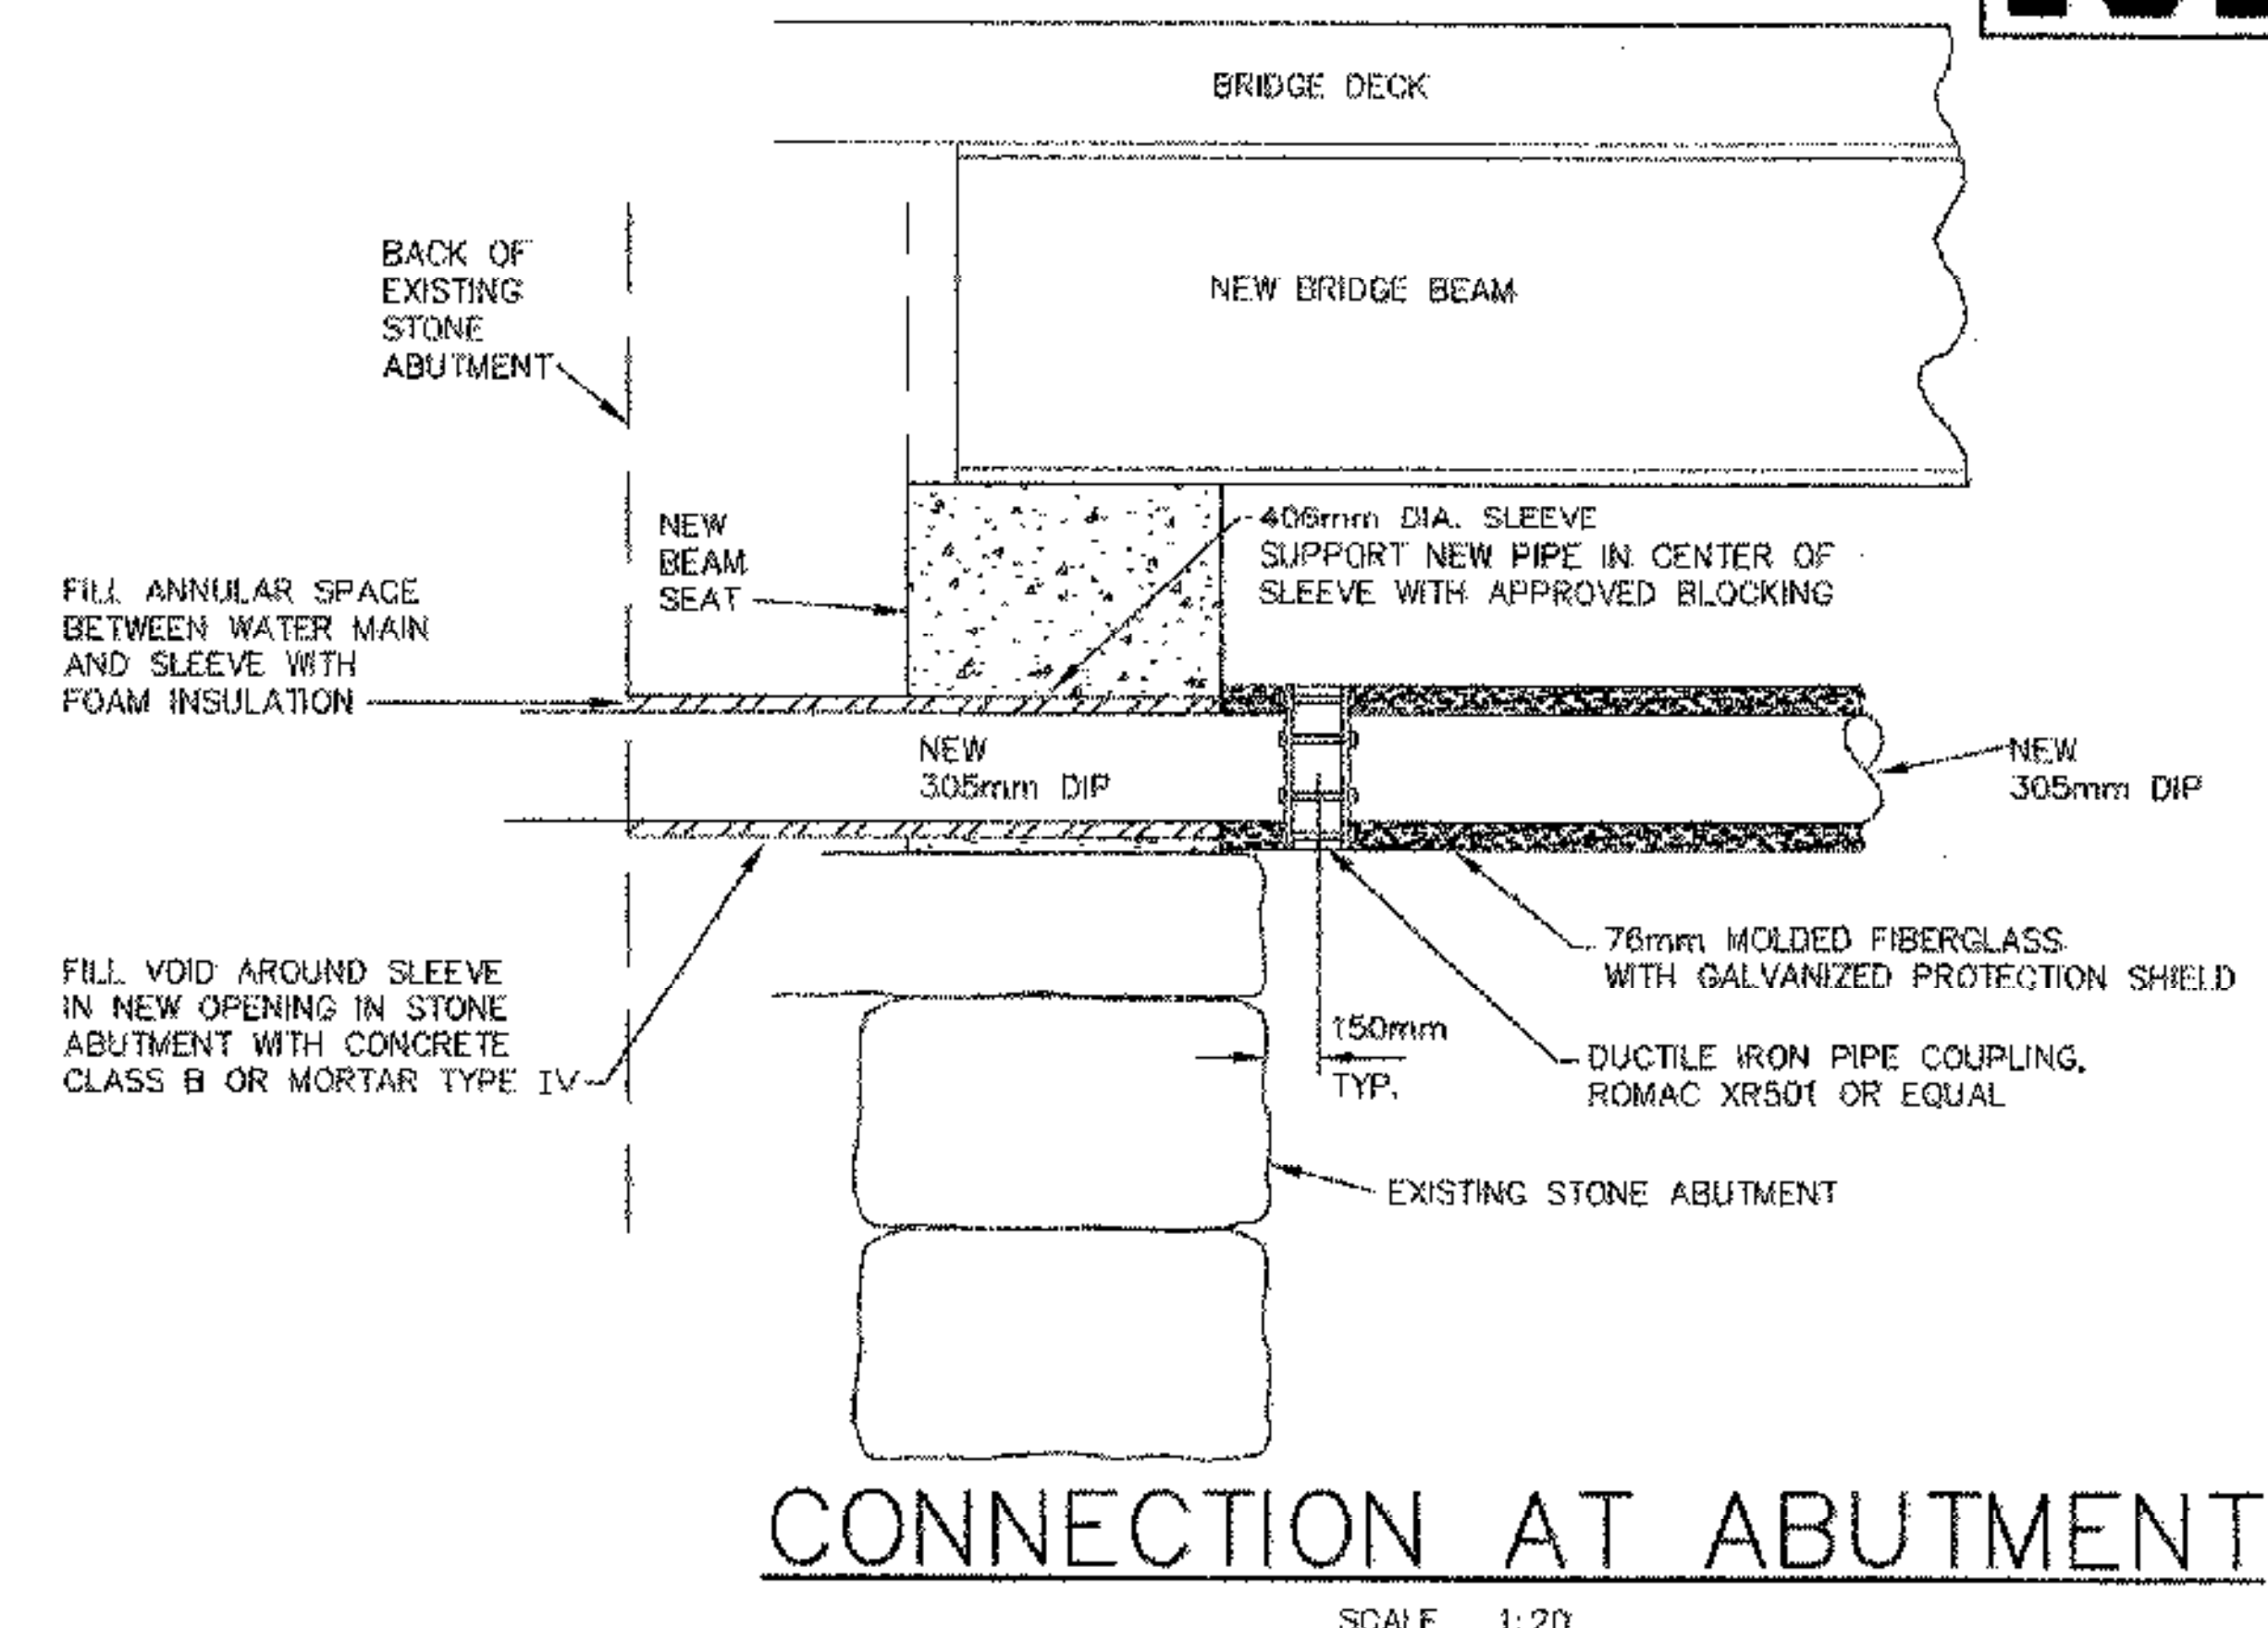 BRIDGE DECK
BACK OF
EXISTING
STONE
ABUTMENT
NEW BRIDGE BEAM
NEW
BEAM
SEAT
406mm DIA. SLEEVE
SUPPORT NEW PIPE IN CENTER OF
SLEEVE WITH APPROVED BLOCKING
FILL ANNULAR SPACE
BETWEEN WATER MAIN
AND SLEEVE WITH
FOAM INSULATION
NEW
305mm DIP
NEW
305mm DIP
FILL VOID AROUND SLEEVE
IN NEW OPENING IN STONE
ABUTMENT WITH CONCRETE
CLASS B OR MORTAR TYPE IV
76mm MOLDED FIBERGLASS
WITH GALVANIZED PROTECTION SHIELD
150mm
TYP.
DUCTILE IRON PIPE COUPLING,
ROMAC XR501 OR EQUAL
EXISTING STONE ABUTMENT
CONNECTION AT ABUTMENT
SCALE 1:20